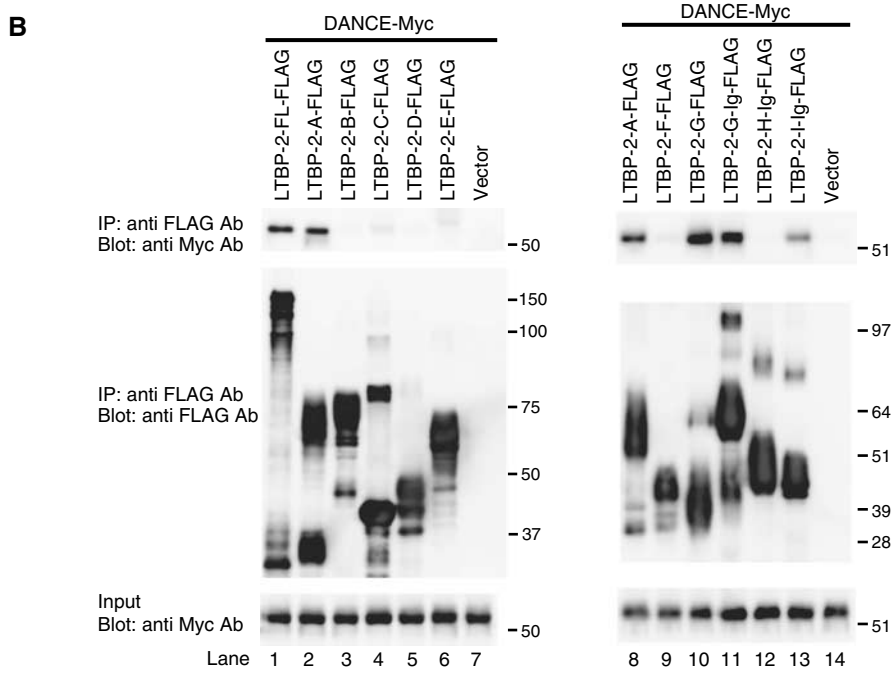 B
DANCE-Myc
DANCE-Myc
LTBP-2-FL-FLAG
LTBP-2-A-FLAG
LTBP-2-B-FLAG
LTBP-2-C-FLAG
LTBP-2-D-FLAG
LTBP-2-E-FLAG
Vector
LTBP-2-A-FLAG
LTBP-2-F-FLAG
LTBP-2-G-FLAG
LTBP-2-G-Ig-FLAG
LTBP-2-H-Ig-FLAG
LTBP-2-I-Ig-FLAG
Vector
IP: anti FLAG Ab
Blot: anti Myc Ab
50
51
IP: anti FLAG Ab
Blot: anti FLAG Ab
150
100
75
50
37
97
64
51
39
28
Input
Blot: anti Myc Ab
50
51
Lane 1 2 3 4 5 6 7 8 9 10 11 12 13 14